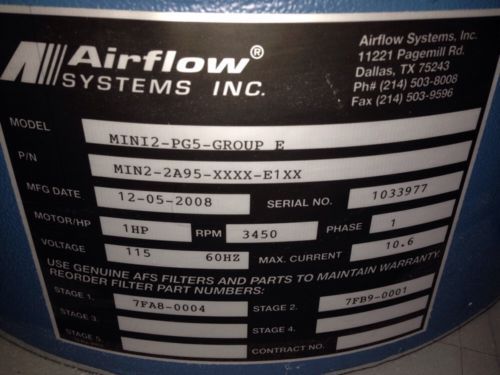 Airflow®
SYSTEMS INC.
Airflow Systems, Inc.
11221 Pagemill Rd.
Dallas, TX 75243
Ph# (214) 503-8008
Fax (214) 503-9596
MODEL MINI2-PG5-GROUP E
P/N MIN2-2A95-XXXX-E1XX
MFG DATE 12-05-2008 SERIAL NO. 1033977
MOTOR/HP 1HP RPM 3450 PHASE 1
VOLTAGE 115 60HZ MAX. CURRENT 10.6
USE GENUINE AFS FILTERS AND PARTS TO MAINTAIN WARRANTY.
REORDER FILTER PART NUMBERS:
STAGE 1. 7FA8-0004 STAGE 2. 7FB9-0001
STAGE 3. STAGE 4.
STAGE 5. CONTRACT NO.